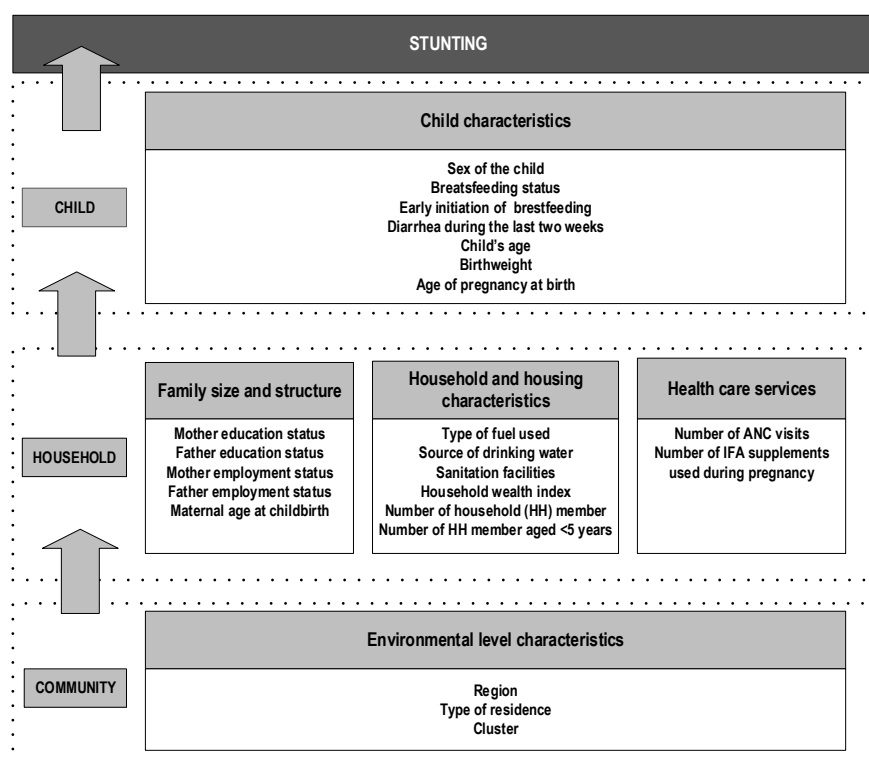 STUNTING
Child characteristics
CHILD
Sex of the child
Breatsfeeding status
Early initiation of brestfeeding
Diarrhea during the last two weeks
Child's age
Birthweight
Age of pregnancy at birth
HOUSEHOLD
Family size and structure
Mother education status
Father education status
Mother employment status
Father employment status
Maternal age at childbirth
Household and housing
characteristics
Type of fuel used
Source of drinking water
Sanitation facilities
Household wealth index
Number of household (HH) member
Number of HH member aged <5 years
Health care services
Number of ANC visits
Number of IFA supplements
used during pregnancy
COMMUNITY
Environmental level characteristics
Region
Type of residence
Cluster